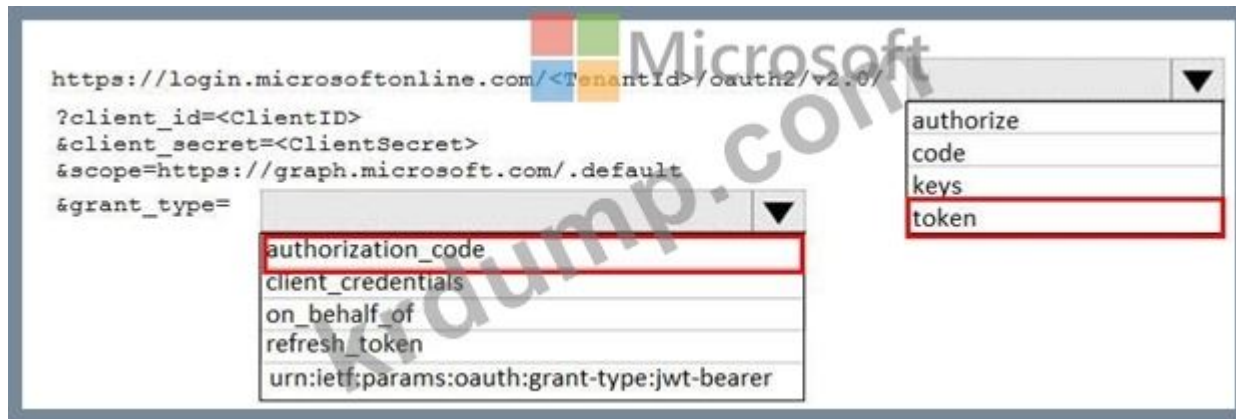 Microsoft
https://login.microsoftonline.com/<TenantId>/oauth2/v2.0/
?client_id=<ClientID>
&client_secret=<ClientSecret>
&scope=https://graph.microsoft.com/.default
&grant_type=
authorize
code
keys
token
authorization_code
client_credentials
on_behalf_of
refresh_token
urn:ietf:params:oauth:grant-type:jwt-bearer
krdump.com